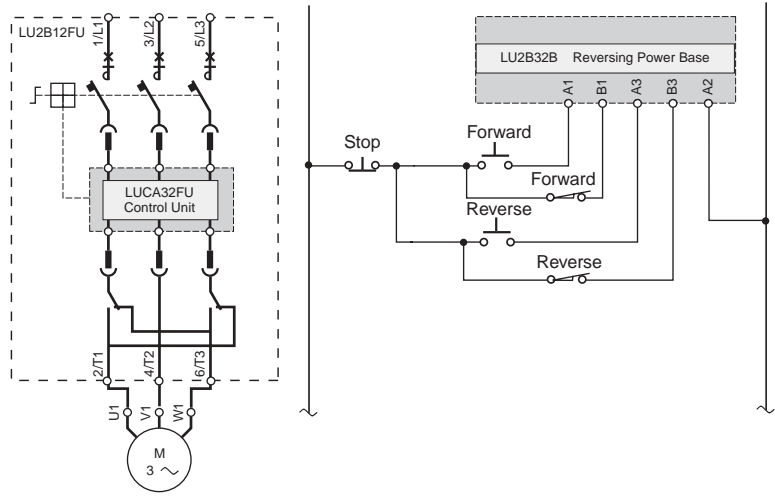 LU2B12FU
1/L1
3/L2
5/L3
LUCA32FU
Control Unit
2/T1
4/T2
6/T3
U1
V1
W1
M
3
LU2B32B Reversing Power Base
A1
B1
A3
B3
A2
Stop
Forward
Forward
Reverse
Reverse